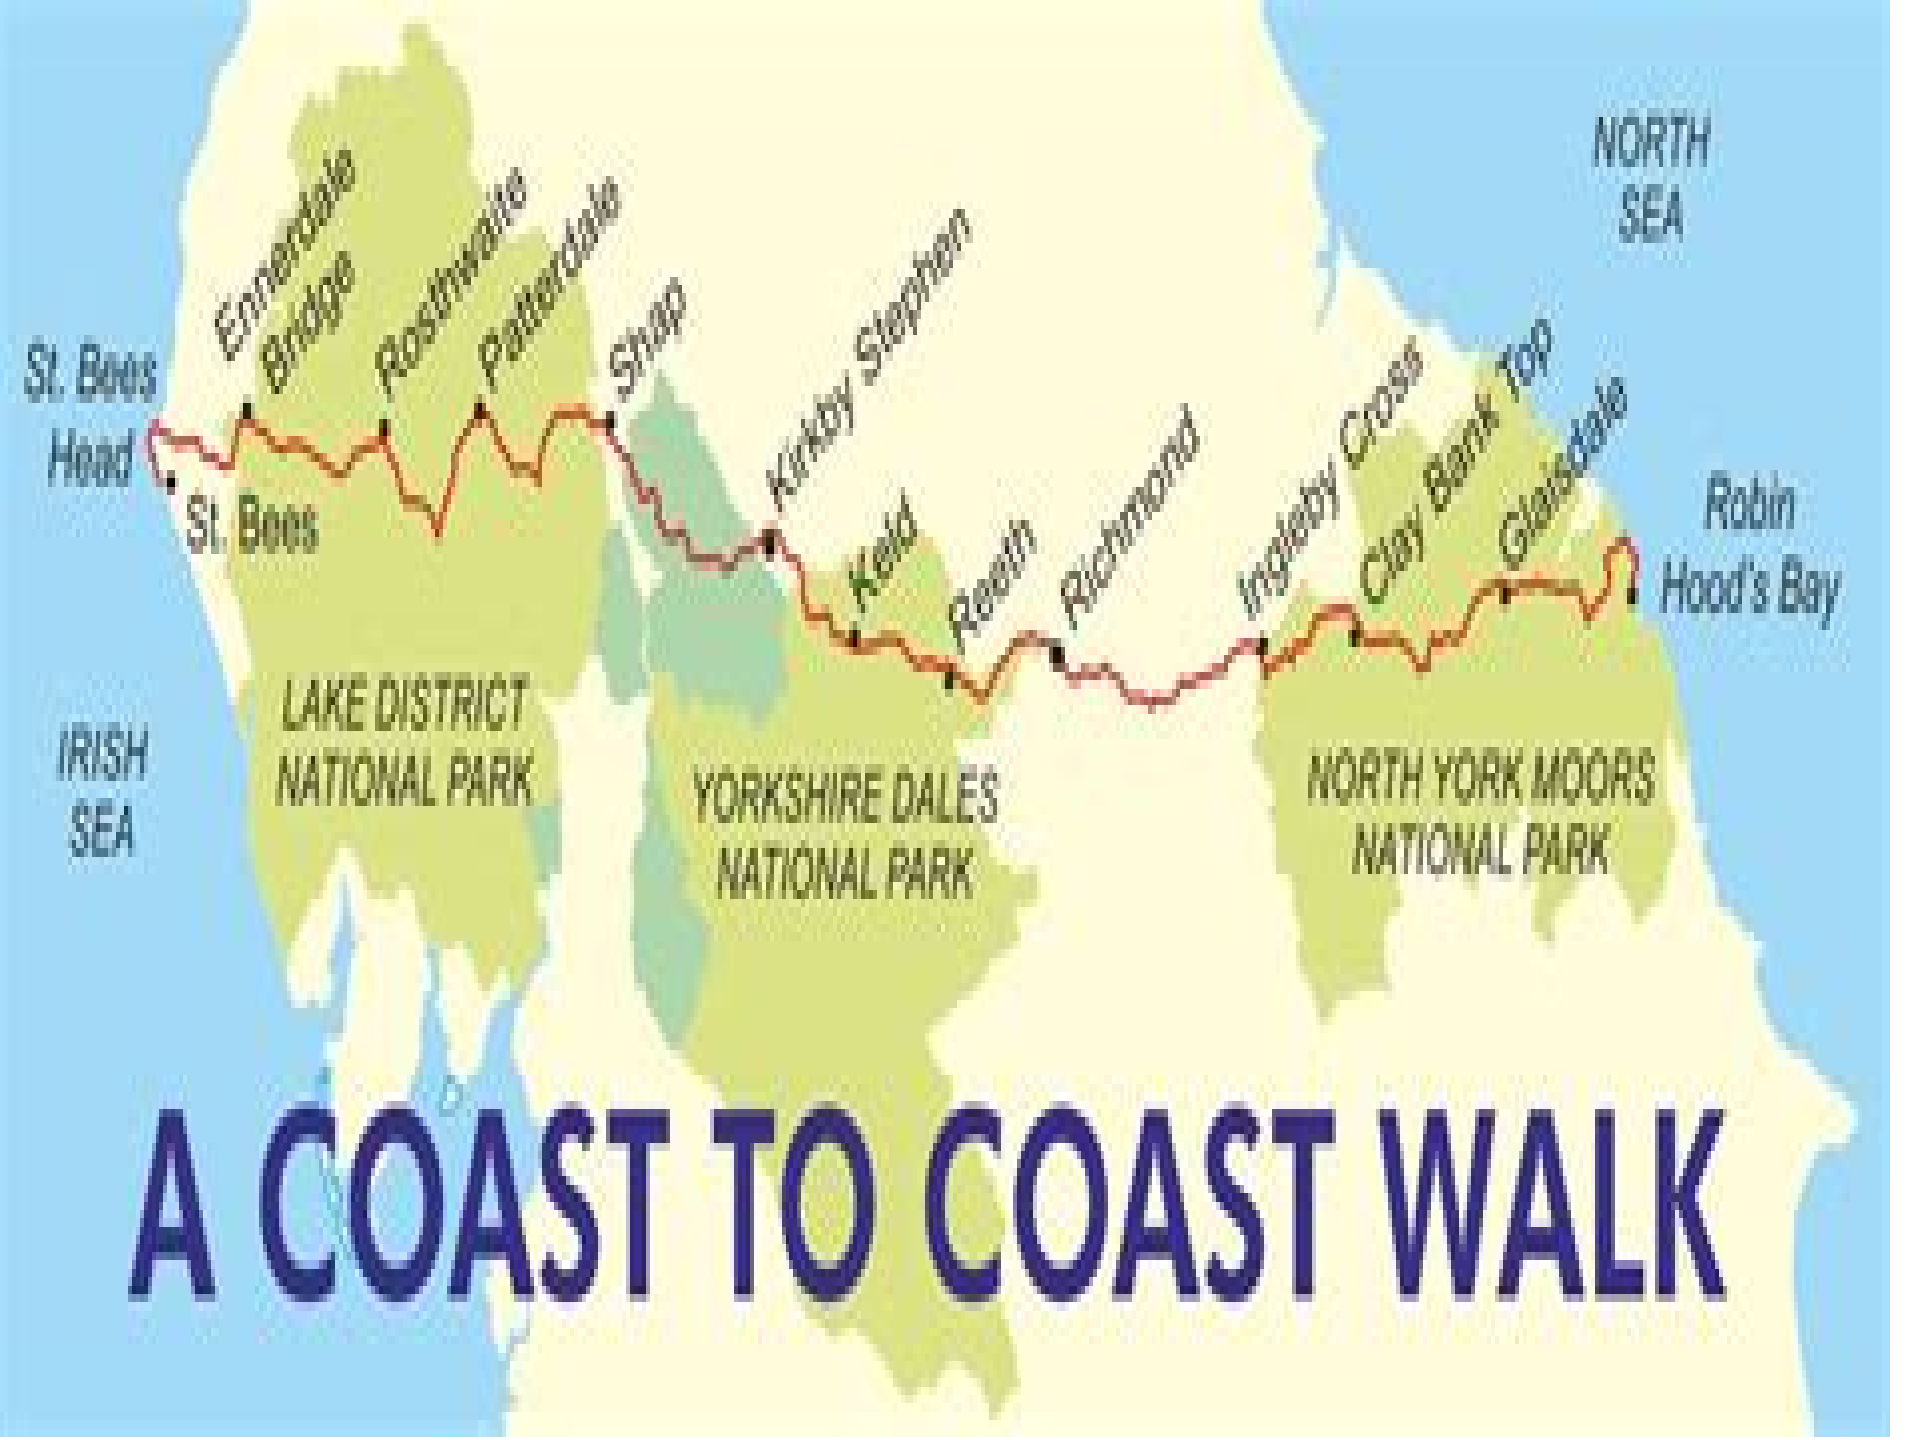 NORTH
SEA
Ennerdale
Bridge
Rosthwaite
Patterdale
Shap
Kirkby Stephen
Keld
Reeth
Richmond
Ingleby Cross
Clay Bank Top
Glaisdale
St. Bees
Head
St. Bees
Robin
Hood's Bay
IRISH
SEA
LAKE DISTRICT
NATIONAL PARK
YORKSHIRE DALES
NATIONAL PARK
NORTH YORK MOORS
NATIONAL PARK
A COAST TO COAST WALK